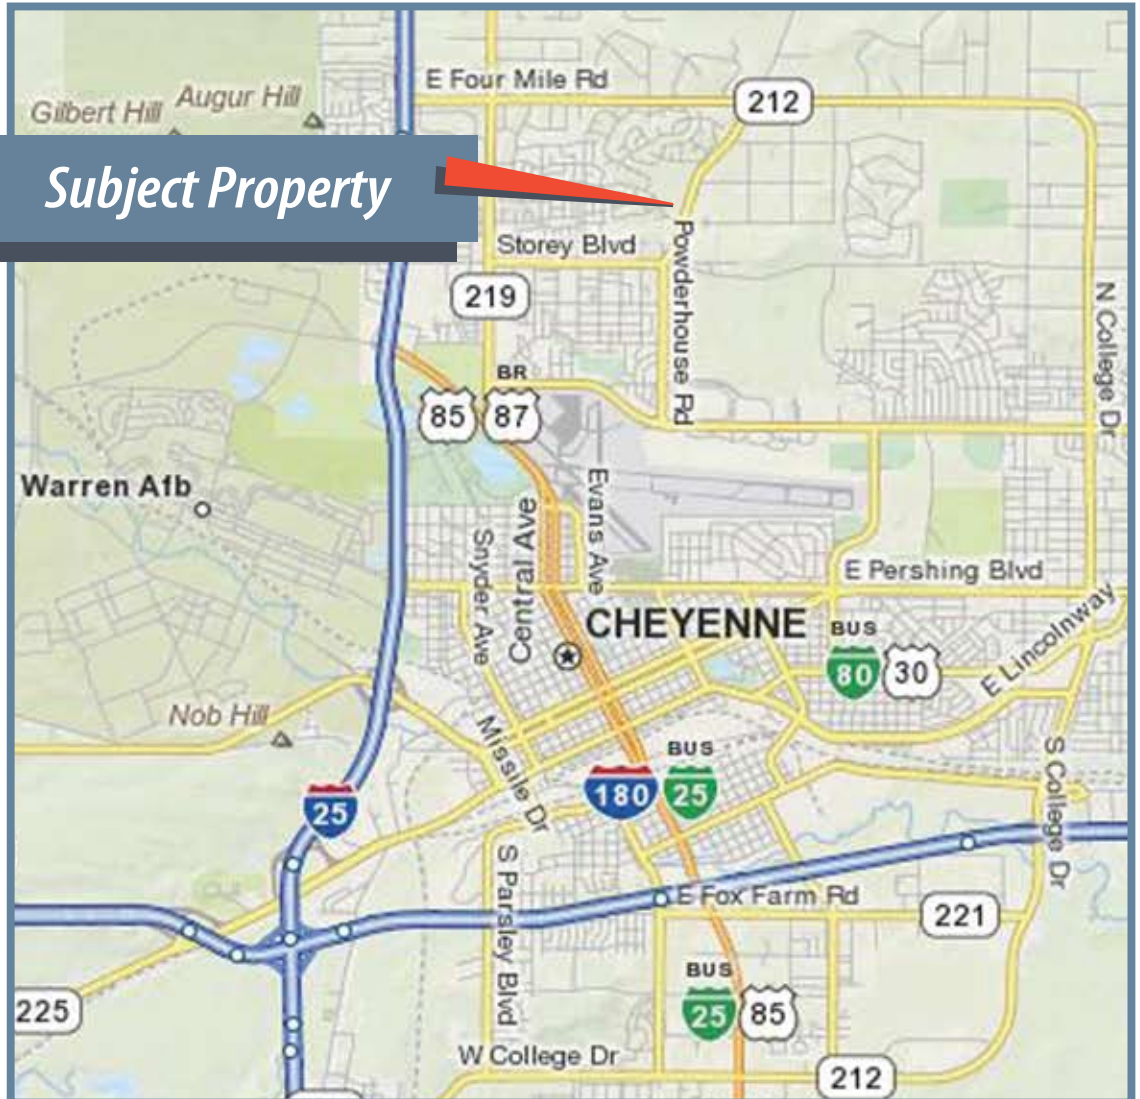 E Four Mile Rd
212
Gilbert Hill
Augur Hill
Subject Property
Storey Blvd
Powderhouse Rd
219
N College Dr
BR
85
87
Warren Afb
Evans Ave
Central Ave
Snyder Ave
E Pershing Blvd
CHEYENNE
BUS
80
30
E Lincolnway
Nob Hill
Missile Dr
BUS
180
25
25
S College Dr
S Parsley Blvd
E Fox Farm Rd
221
BUS
25
85
225
W College Dr
212